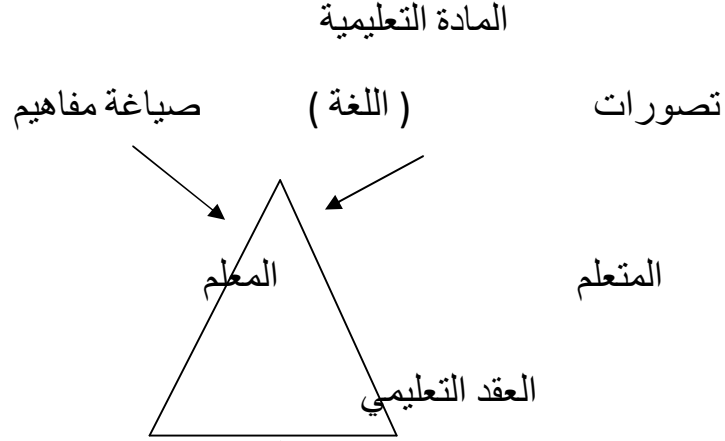 المادة التعليمية
تصورات ( اللغة ) صياغة مفاهيم
المتعلم المعلم
العقد التعليمي